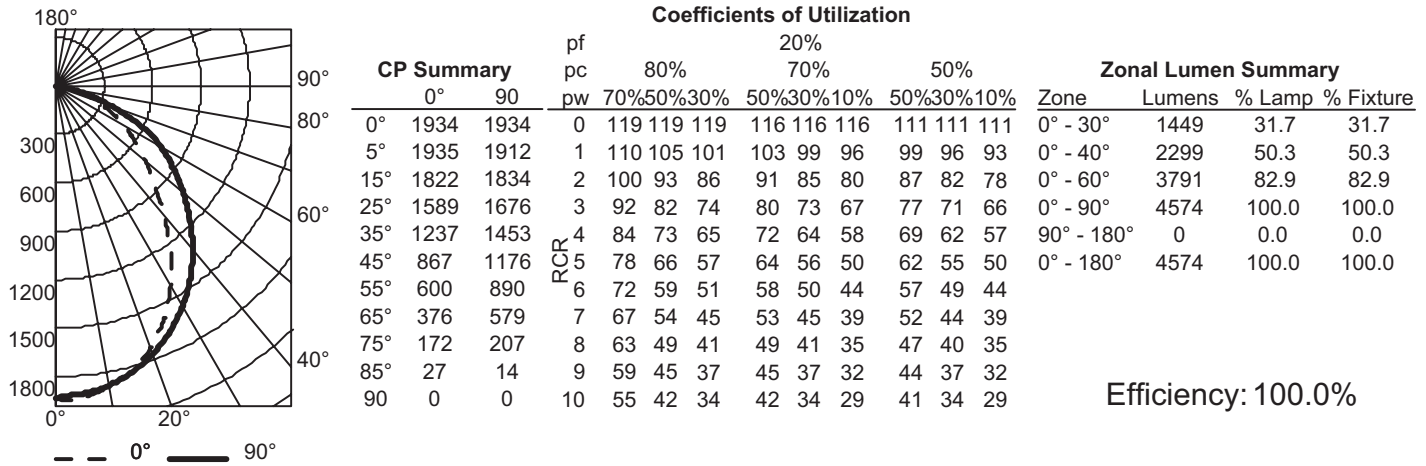 180°
90°
80°
60°
40°
300
600
900
1200
1500
1800
0° 20°
0° 90°
CP Summary
0° 90
0° 1934 1934
5° 1935 1912
15° 1822 1834
25° 1589 1676
35° 1237 1453
45° 867 1176
55° 600 890
65° 376 579
75° 172 207
85° 27 14
90 0 0
Coefficients of Utilization
pf 20%
pc 80% 70% 50%
pw 70%50%30% 50%30%10% 50%30%10%
RCR
0 119 119 119 116 116 116 111 111 111
1 110 105 101 103 99 96 99 96 93
2 100 93 86 91 85 80 87 82 78
3 92 82 74 80 73 67 77 71 66
4 84 73 65 72 64 58 69 62 57
5 78 66 57 64 56 50 62 55 50
6 72 59 51 58 50 44 57 49 44
7 67 54 45 53 45 39 52 44 39
8 63 49 41 49 41 35 47 40 35
9 59 45 37 45 37 32 44 37 32
10 55 42 34 42 34 29 41 34 29
Zonal Lumen Summary
Zone Lumens % Lamp % Fixture
0° - 30° 1449 31.7 31.7
0° - 40° 2299 50.3 50.3
0° - 60° 3791 82.9 82.9
0° - 90° 4574 100.0 100.0
90° - 180° 0 0.0 0.0
0° - 180° 4574 100.0 100.0
Efficiency: 100.0%